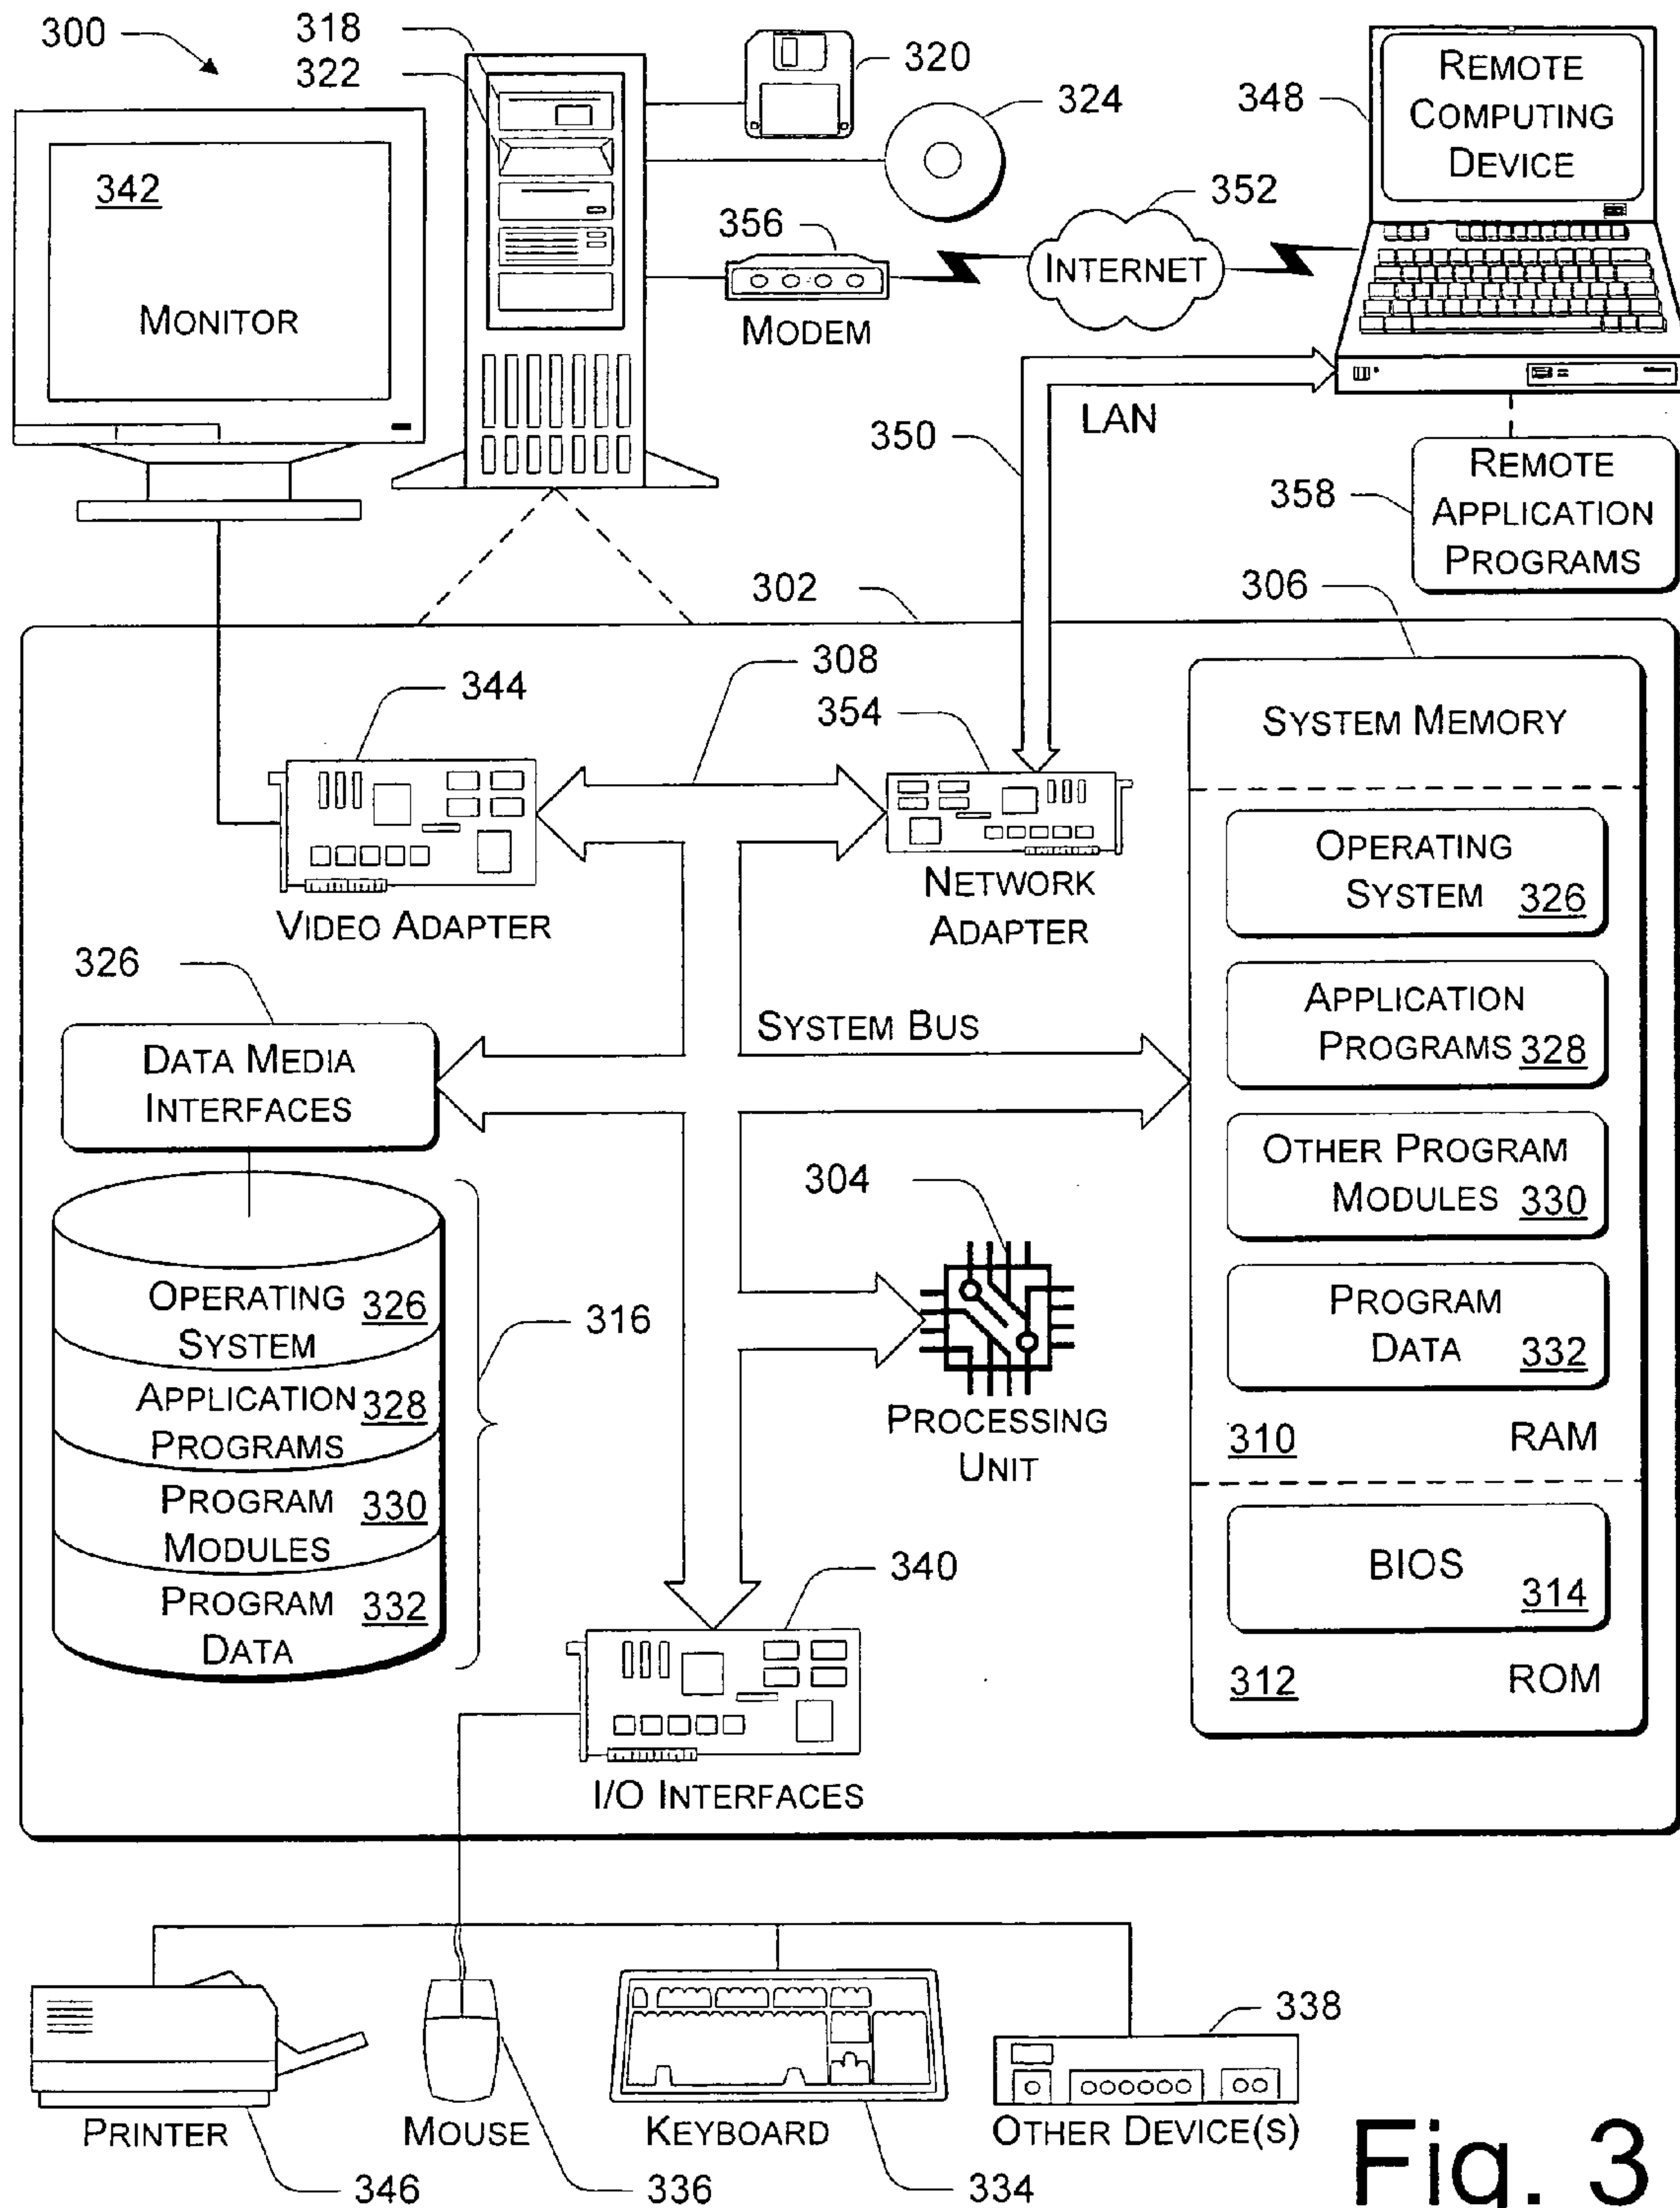 300
318
322
320
324
348
REMOTE
COMPUTING
DEVICE
342
MONITOR
356
MODEM
352
INTERNET
350
LAN
358
REMOTE
APPLICATION
PROGRAMS
302
306
308
344
354
VIDEO ADAPTER
NETWORK
ADAPTER
SYSTEM MEMORY
OPERATING
SYSTEM 326
APPLICATION
PROGRAMS 328
OTHER PROGRAM
MODULES 330
PROGRAM
DATA 332
310 RAM
BIOS
314
312 ROM
326
DATA MEDIA
INTERFACES
SYSTEM BUS
304
PROCESSING
UNIT
OPERATING 326
SYSTEM
APPLICATION 328
PROGRAMS
PROGRAM 330
MODULES
PROGRAM 332
DATA
316
340
I/O INTERFACES
PRINTER
346
MOUSE
336
KEYBOARD
334
338
OTHER DEVICE(S)
Fig. 3